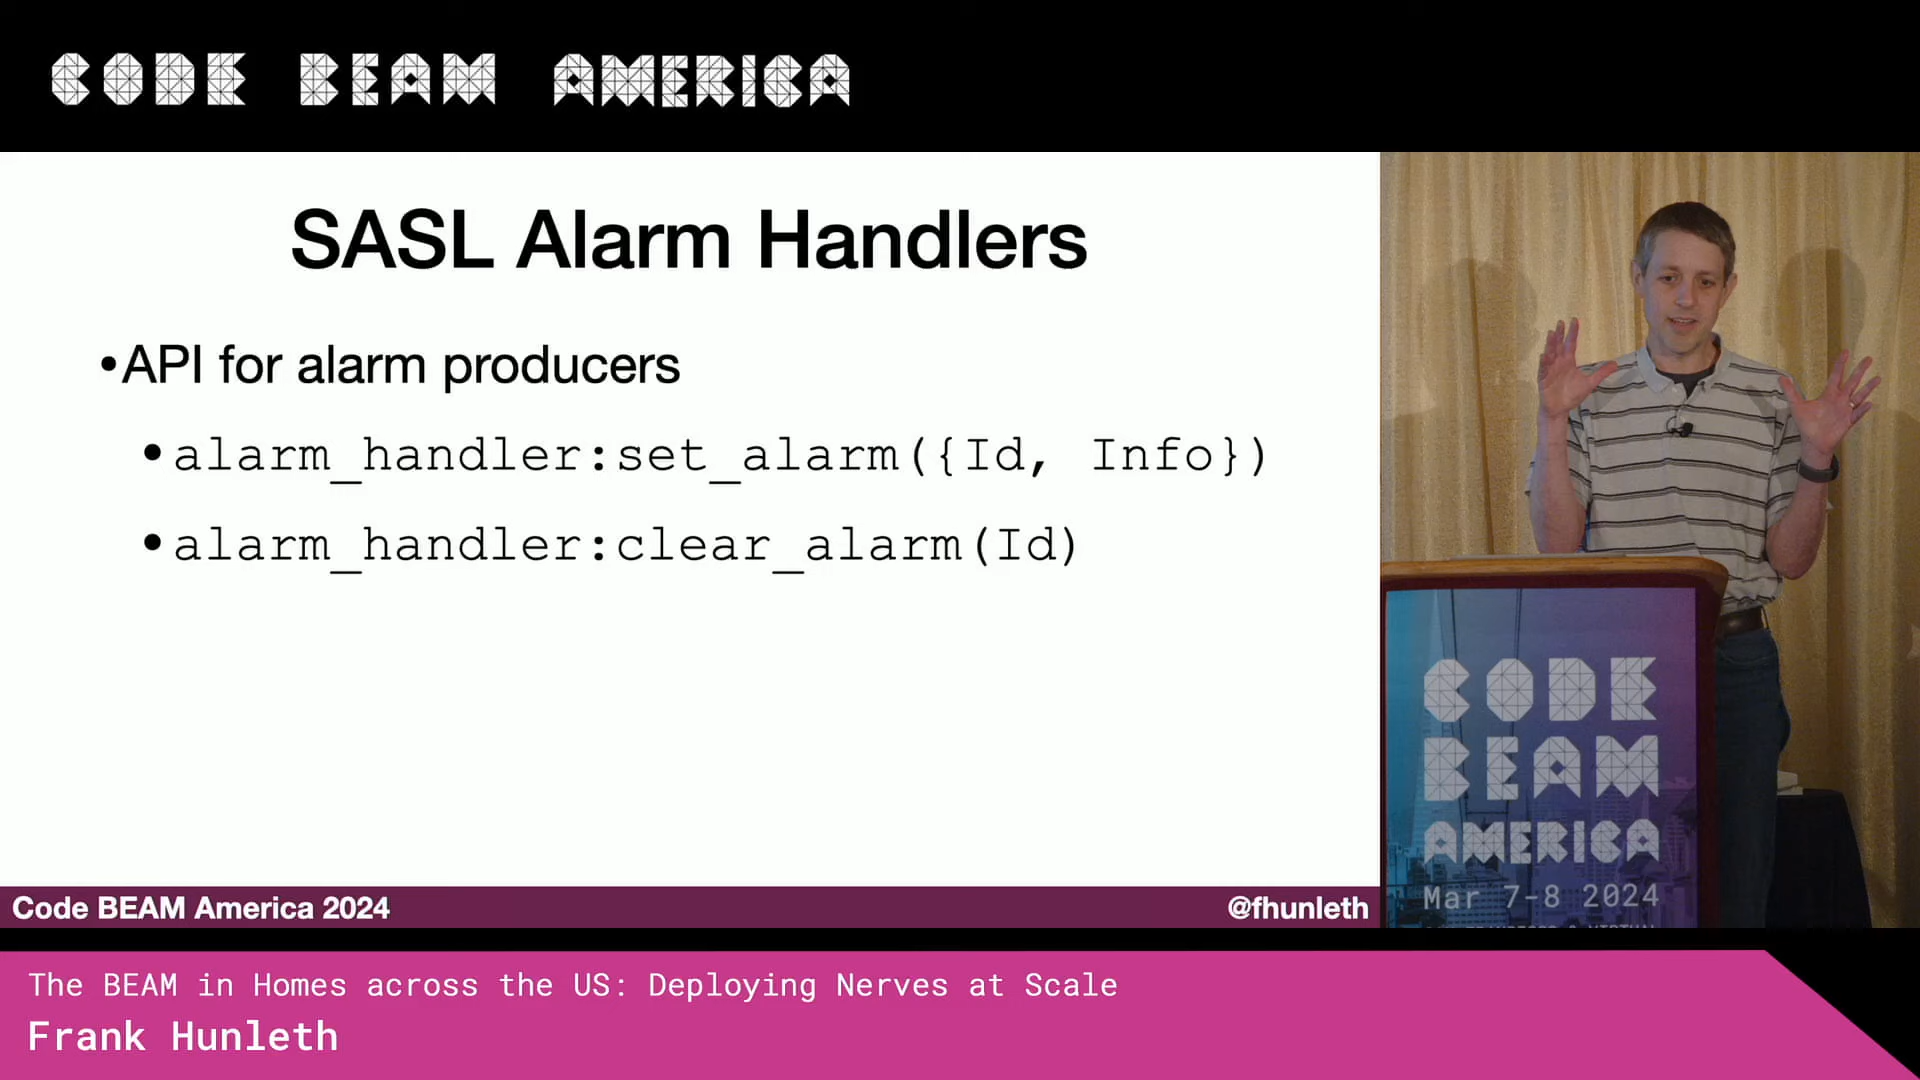 CODE BEAM AMERICA
SASL Alarm Handlers
•API for alarm producers
• alarm_handler:set_alarm({Id, Info})
• alarm_handler:clear_alarm(Id)
Code BEAM America 2024
@fhunleth
CODE
BEAM
AMERICA
Mar 7-8 2024
The BEAM in Homes across the US: Deploying Nerves at Scale
Frank Hunleth